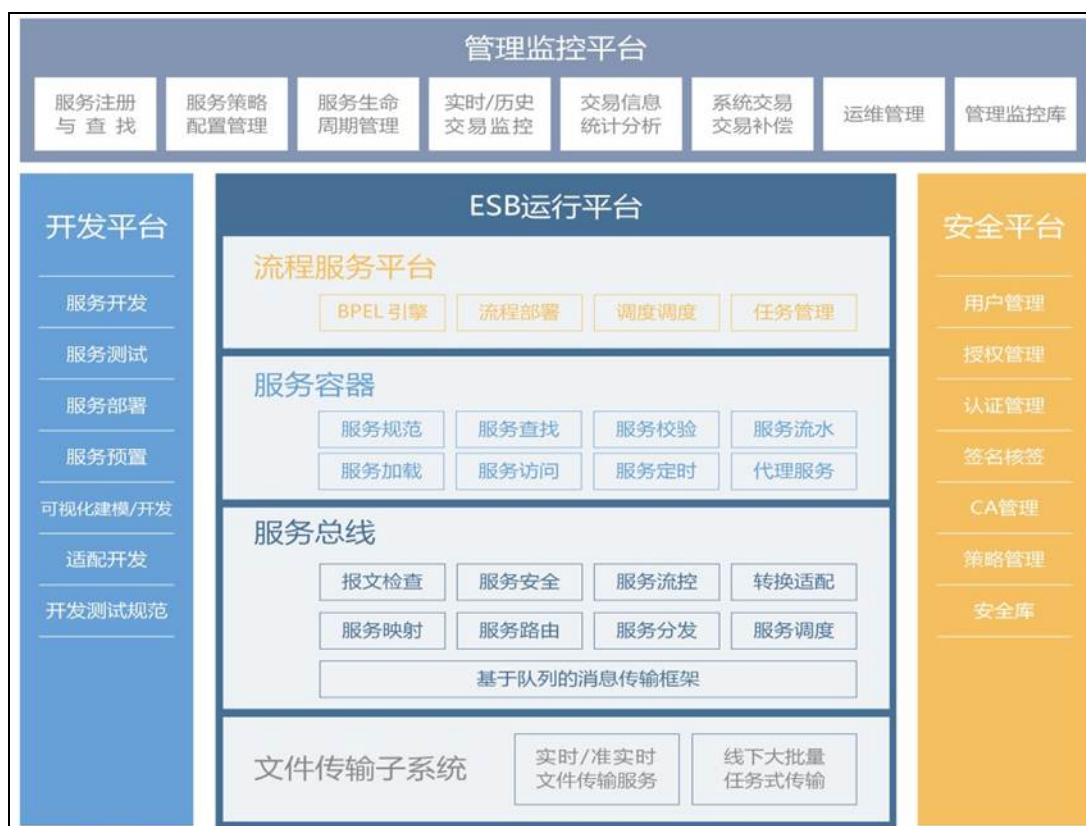 管理监控平台
服务注册
与 查 找
服务策略
配置管理
服务生命
周期管理
实时/历史
交易监控
交易信息
统计分析
系统交易
交易补偿
运维管理
管理监控库
开发平台
服务开发
服务测试
服务部署
服务预置
可视化建模/开发
适配开发
开发测试规范
ESB运行平台
流程服务平台
BPEL 引擎
流程部署
调度调度
任务管理
服务容器
服务规范
服务查找
服务校验
服务流水
服务加载
服务访问
服务定时
代理服务
服务总线
报文检查
服务安全
服务流控
转换适配
服务映射
服务路由
服务分发
服务调度
基于队列的消息传输框架
文件传输子系统
实时/准实时
文件传输服务
线下大批量
任务式传输
安全平台
用户管理
授权管理
认证管理
签名核签
CA管理
策略管理
安全库